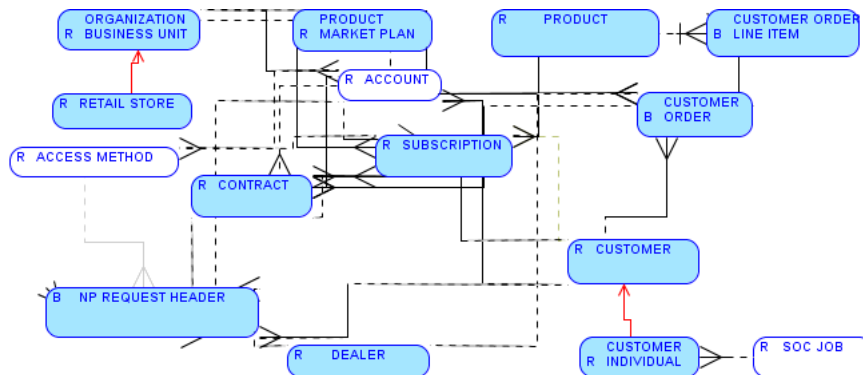 ORGANIZATION
R BUSINESS UNIT
PRODUCT
R MARKET PLAN
R PRODUCT
CUSTOMER ORDER
B LINE ITEM
R ACCOUNT
R RETAIL STORE
CUSTOMER
B ORDER
R SUBSCRIPTION
R ACCESS METHOD
R CONTRACT
R CUSTOMER
B NP REQUEST HEADER
R DEALER
CUSTOMER
R INDIVIDUAL
R SOC JOB